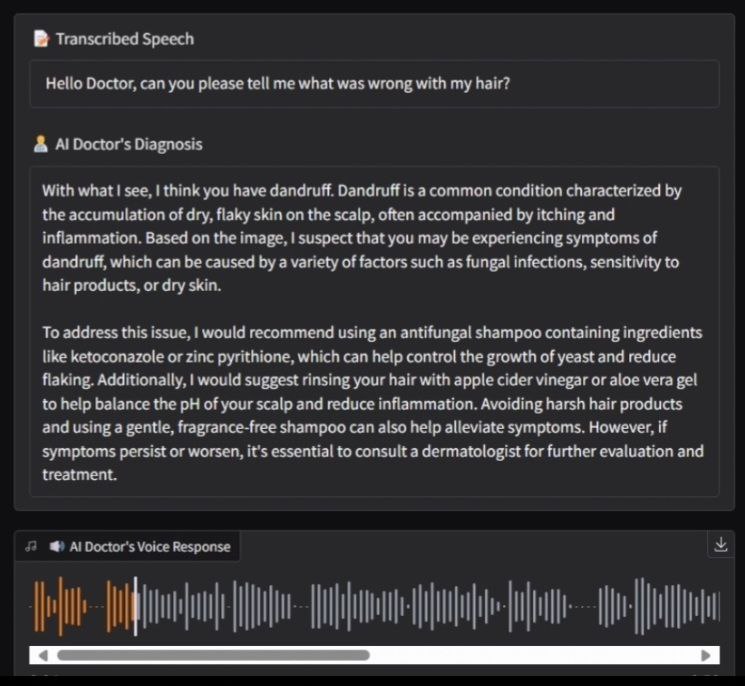 Transcribed Speech
Hello Doctor, can you please tell me what was wrong with my hair?
AI Doctor's Diagnosis
With what I see, I think you have dandruff. Dandruff is a common condition characterized by
the accumulation of dry, flaky skin on the scalp, often accompanied by itching and
inflammation. Based on the image, I suspect that you may be experiencing symptoms of
dandruff, which can be caused by a variety of factors such as fungal infections, sensitivity to
hair products, or dry skin.
To address this issue, I would recommend using an antifungal shampoo containing ingredients
like ketoconazole or zinc pyrithione, which can help control the growth of yeast and reduce
flaking. Additionally, I would suggest rinsing your hair with apple cider vinegar or aloe vera gel
to help balance the pH of your scalp and reduce inflammation. Avoiding harsh hair products
and using a gentle, fragrance-free shampoo can also help alleviate symptoms. However, if
symptoms persist or worsen, it's essential to consult a dermatologist for further evaluation and
treatment.
AI Doctor's Voice Response